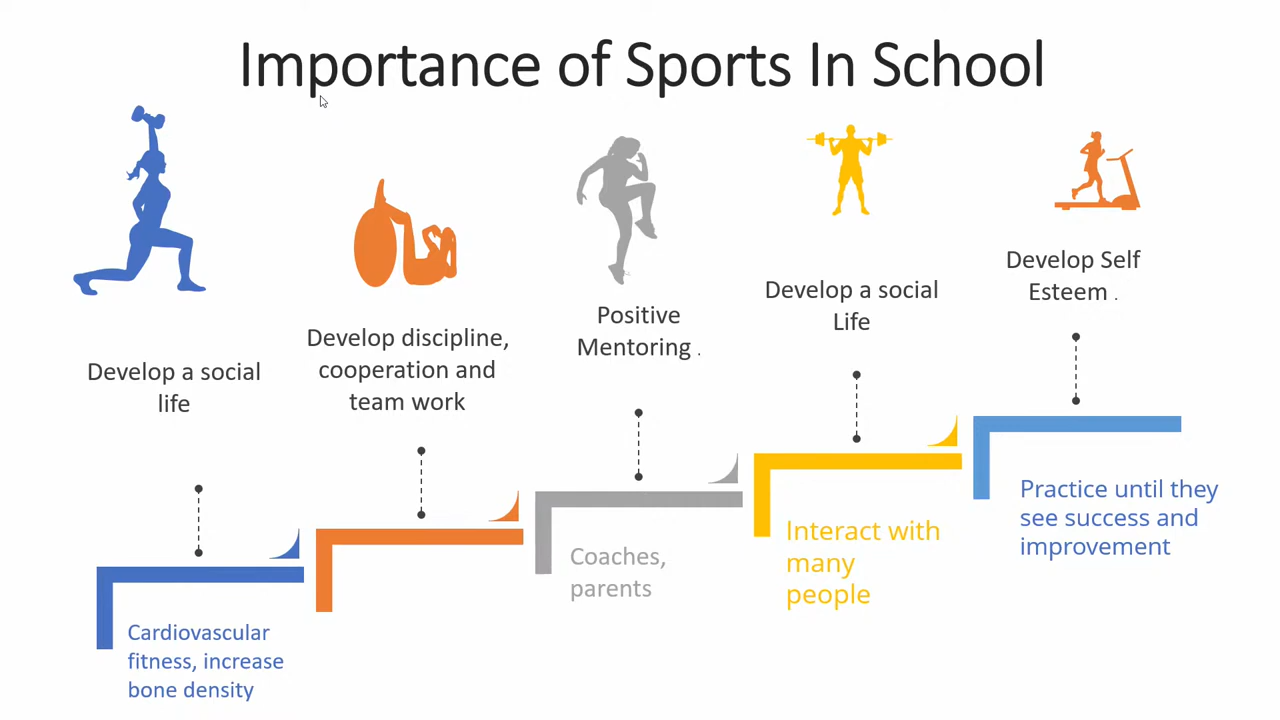 Importance of Sports In School
Develop a social
life
Cardiovascular
fitness, increase
bone density
Develop discipline,
cooperation and
team work
Positive
Mentoring .
Coaches,
parents
Develop a social
Life
Interact with
many
people
Develop Self
Esteem .
Practice until they
see success and
improvement